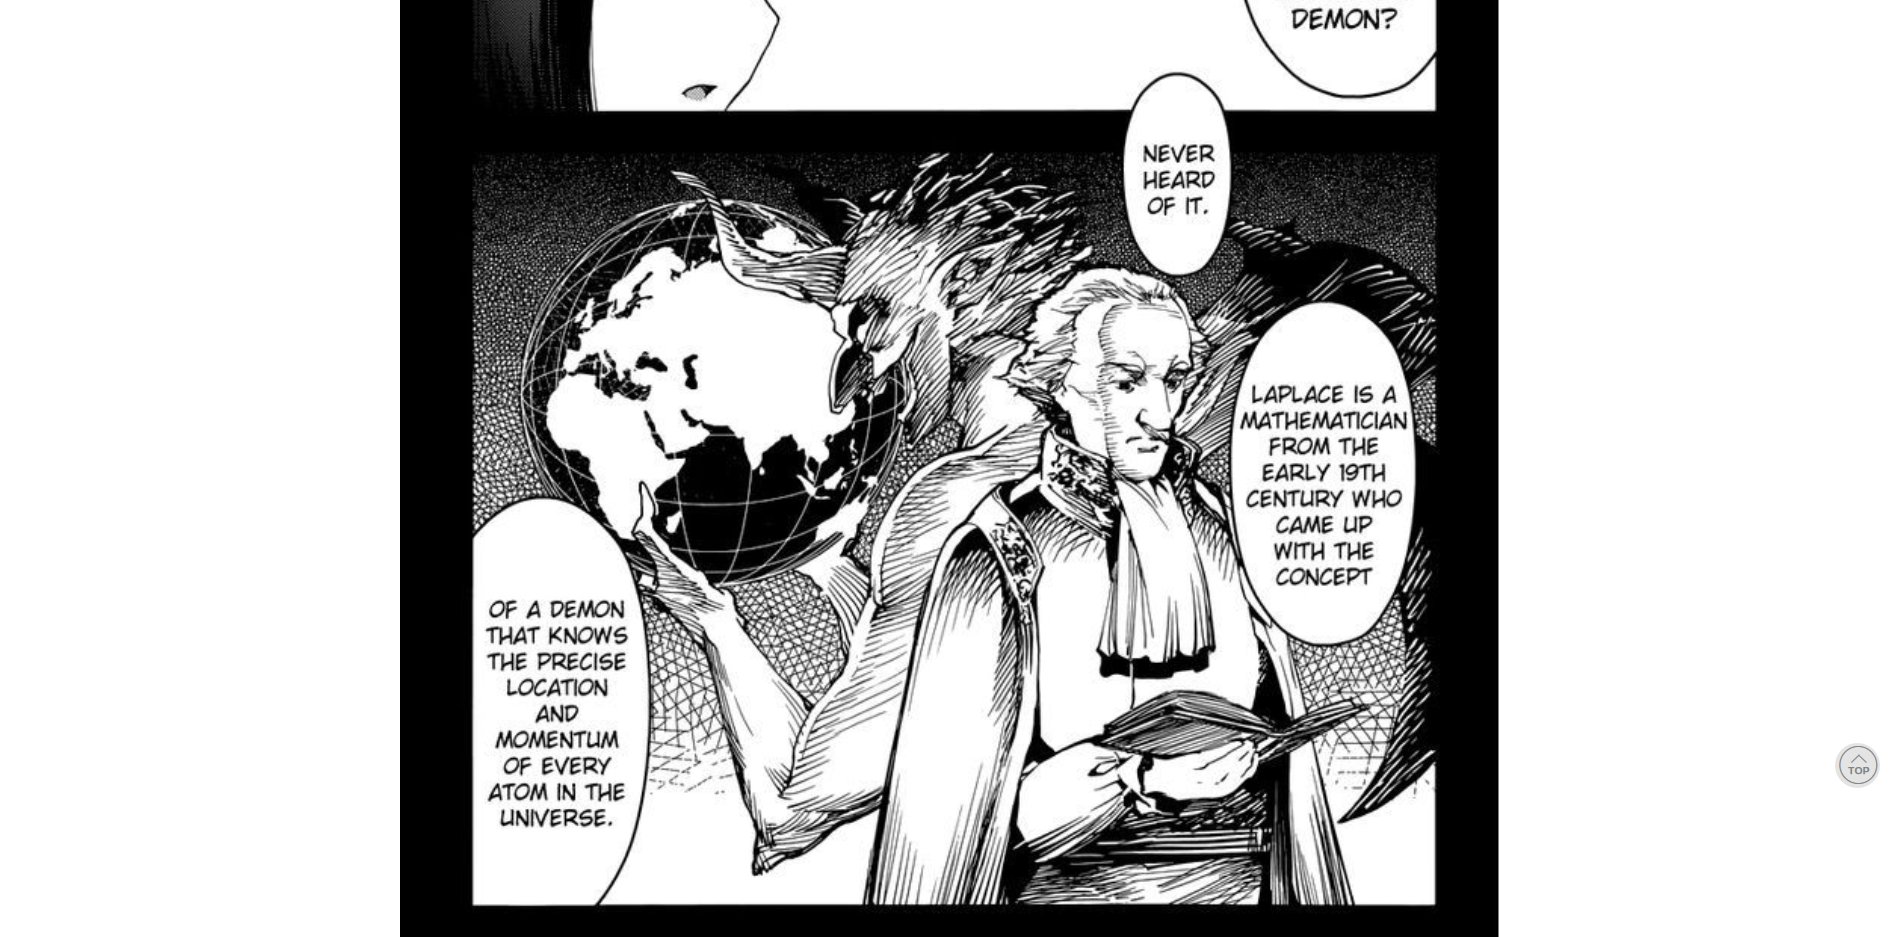 DEMON?
NEVER
HEARD
OF IT.
LAPLACE IS A
MATHEMATICIAN
FROM THE
EARLY 19TH
CENTURY WHO
CAME UP
WITH THE
CONCEPT
OF A DEMON
THAT KNOWS
THE PRECISE
LOCATION
AND
MOMENTUM
OF EVERY
ATOM IN THE
UNIVERSE.
TOP